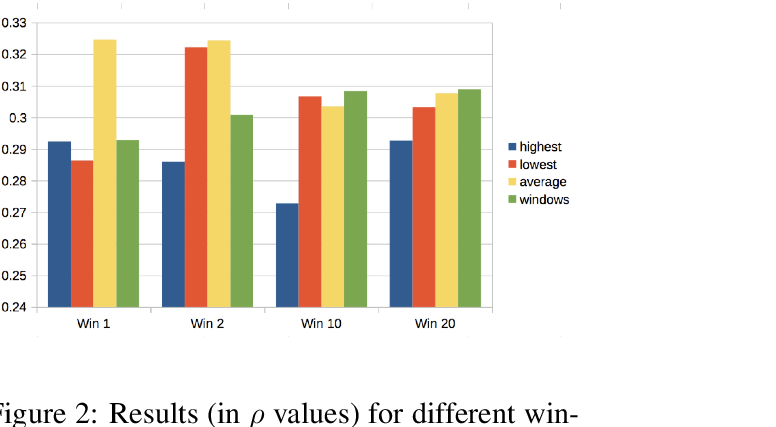 0.33
0.32
0.31
0.3
0.29
0.28
0.27
0.26
0.25
0.24
Win 1 Win 2 Win 10 Win 20
highest
lowest
average
windows
Figure 2: Results (in ρ values) for different win-